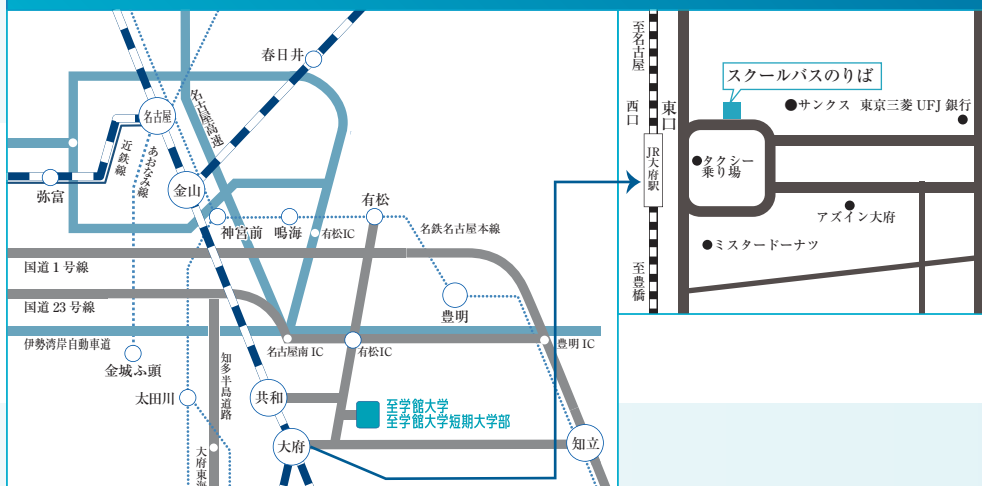 春日井
名古屋
名古屋高速
近鉄線
あおなみ線
弥富
金山
有松
神宮前
鳴海
有松IC
名鉄名古屋本線
国道1号線
国道23号線
豊明
伊勢湾岸自動車道
名古屋南IC
有松IC
豊明IC
金城ふ頭
知多半島道路
太田川
共和
至学館大学
至学館大学短期大学部
大府
知立
大府東海
至名古屋
西口
東口
スクールバスのりば
サンクス
東京三菱UFJ銀行
JR大府駅
タクシー
乗り場
アズイン大府
ミスタードーナツ
至豊橋